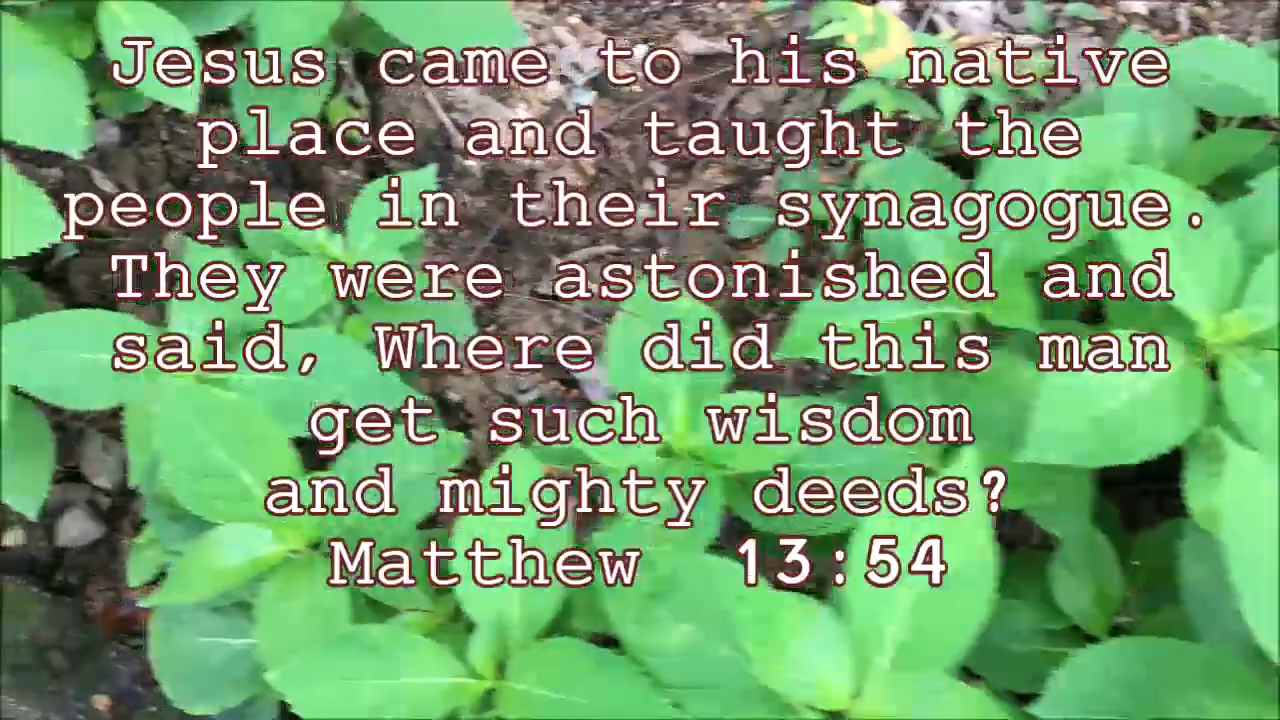 Jesus came to his native
place and taught the
people in their synagogue.
They were astonished and
said, Where did this man
get such wisdom
and mighty deeds?
Matthew 13:54